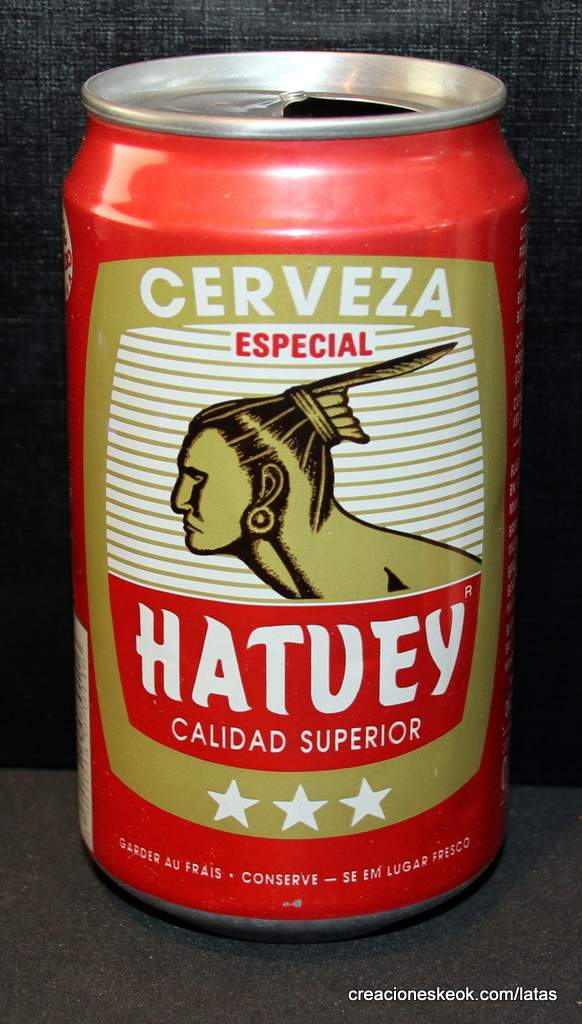 CERVEZA
ESPECIAL
HATUEY
R
CALIDAD SUPERIOR
GARDER AU FRAIS • CONSERVE — SE EM LUGAR FRESCO
creacioneskeok.com/latas